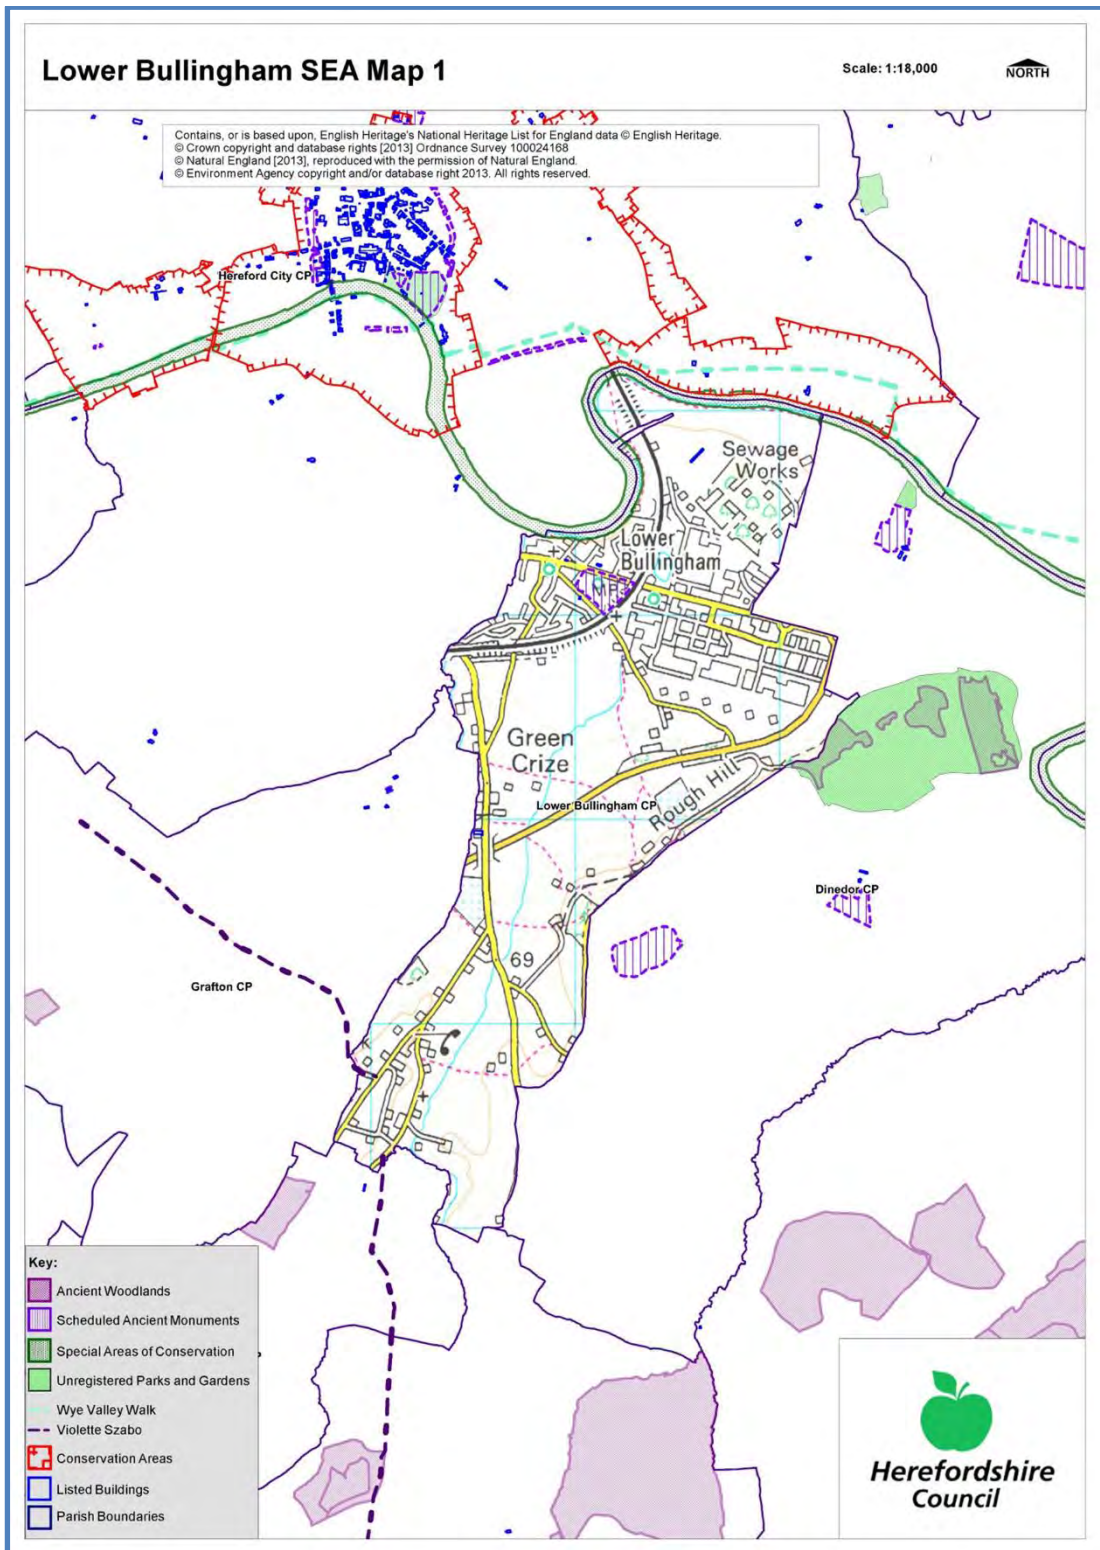 Lower Bullingham SEA Map 1
Scale: 1:18,000
NORTH
Contains, or is based upon, English Heritage's National Heritage List for England data © English Heritage.
© Crown copyright and database rights [2013] Ordnance Survey 100024168
© Natural England [2013], reproduced with the permission of Natural England.
© Environment Agency copyright and/or database right 2013. All rights reserved.
Hereford City CP
Sewage
Works
Lower
Bullingham
Green
Crize
Rough Hill
Lower Bullingham CP
Dinedor CP
69
Grafton CP
Key:
Ancient Woodlands
Scheduled Ancient Monuments
Special Areas of Conservation
Unregistered Parks and Gardens
Wye Valley Walk
Violette Szabo
Conservation Areas
Listed Buildings
Parish Boundaries
Herefordshire
Council